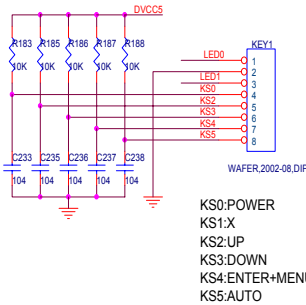 DVCC5
R183 R185 R186 R187 R188
10K 10K 10K 10K 10K
KEY1
LED0 1
2
LED1 3
KS0 4
KS2 5
KS3 6
KS4 7
KS5 8
C233 C235 C236 C237 C238
104 104 104 104 104
WAFER,2002-08,DIP
KS0:POWER
KS1:X
KS2:UP
KS3:DOWN
KS4:ENTER+MENU
KS5:AUTO